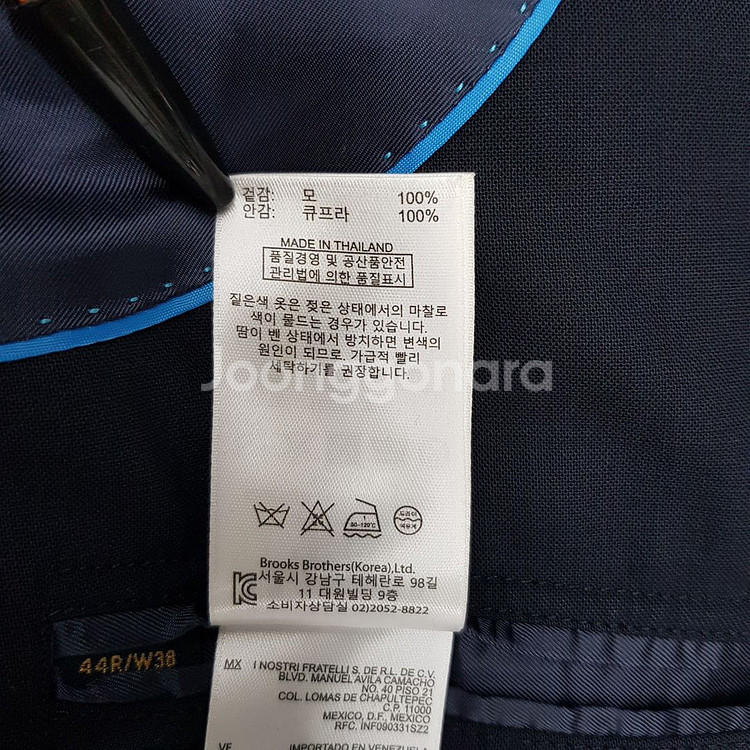 겉감: 모 100%
안감: 큐프라 100%
MADE IN THAILAND
품질경영 및 공산품안전
관리법에 의한 품질표시
짙은색 옷은 젖은 상태에서의 마찰로
색이 물드는 경우가 있습니다.
땀이 벤 상태에서 방치하면 변색의
원인이 되므로. 가급적 빨리
세탁하기를 권장합니다.
Joonggonara
1
80-120℃
드라이
Brooks Brothers(Korea),Ltd.
서울시 강남구 테헤란로 98길
11 대원빌딩 9층
소비자상담실 02)2052-8822
44R/W38
MX I NOSTRI FRATELLI S. DE R.L. DE C.V.
BLVD. MANUEL AVILA CAMACHO
NO. 40 PISO 21
COL. LOMAS DE CHAPULTEPEC
C.P. 11000
MEXICO, D.F., MEXICO
RFC. INF090331SZ2
VE IMPORTADO EN VENEZUELA